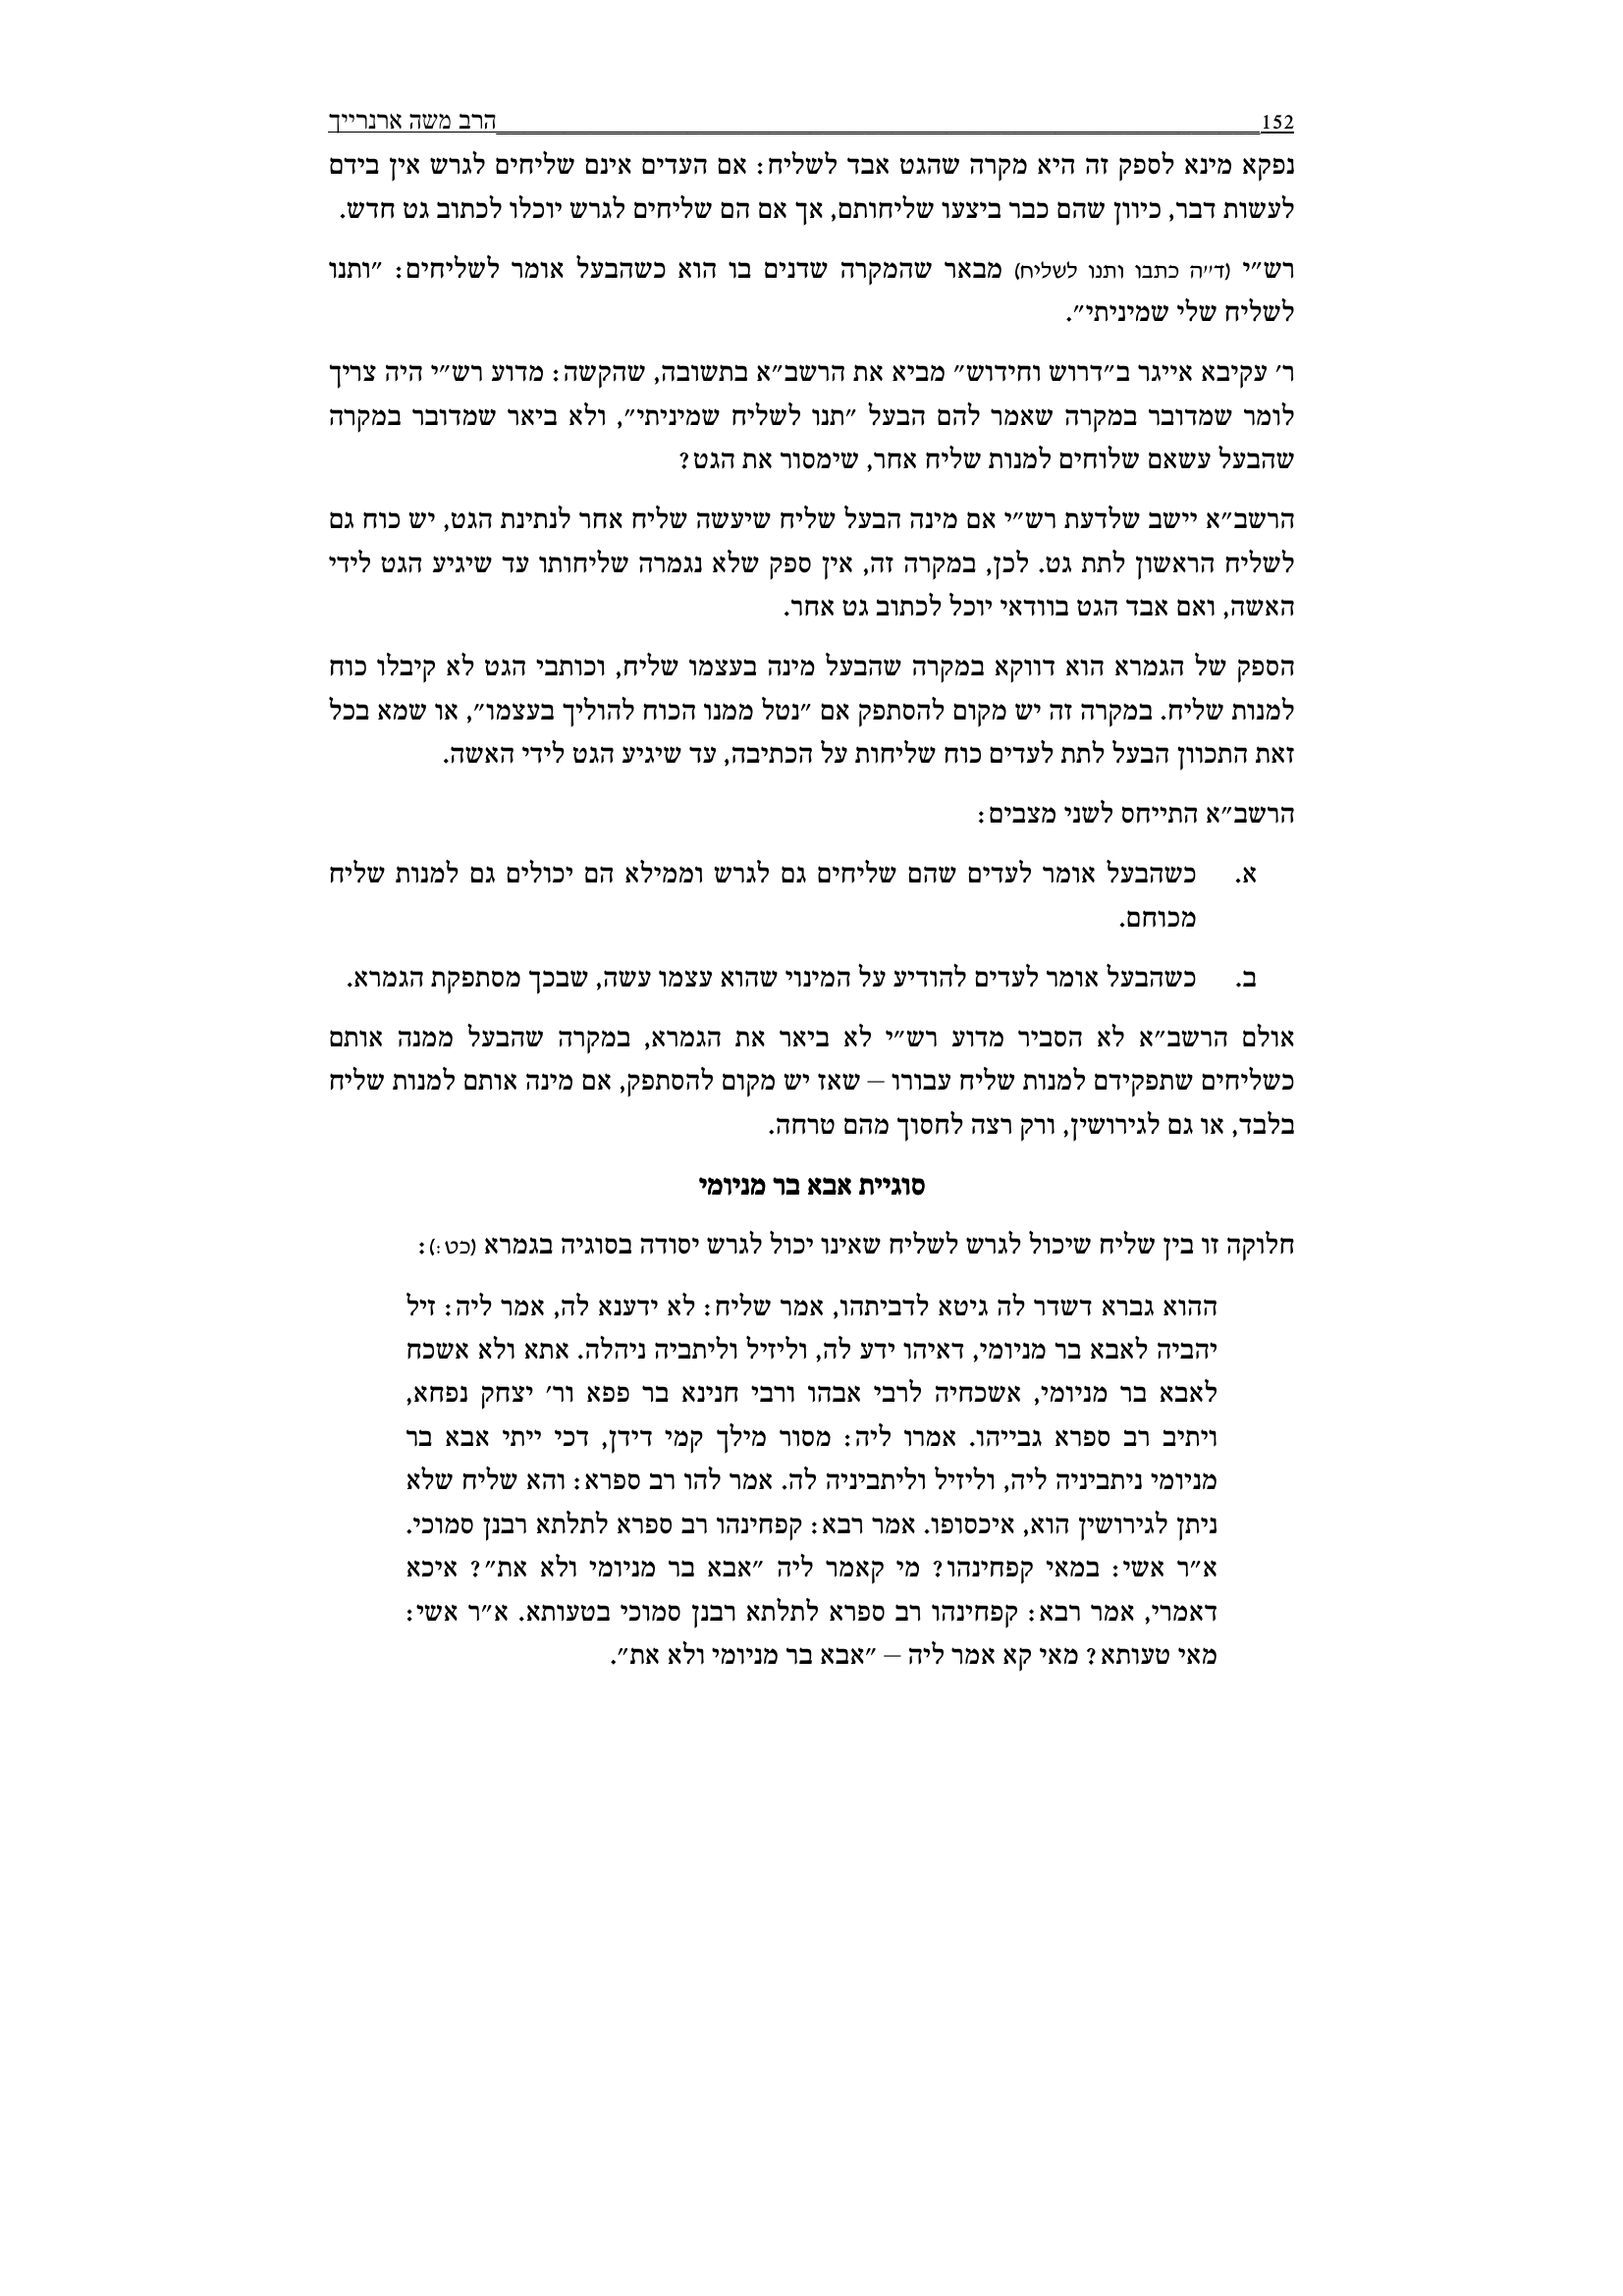 152 הרב משה ארנרייך
נפקא מינא לספק זה היא מקרה שהגט אבד לשליח: אם העדים אינם שליחים לגרש אין בידם
לעשות דבר, כיוון שהם כבר ביצעו שליחותם, אך אם הם שליחים לגרש יוכלו לכתוב גט חדש.
רש״י (ד״ה כתבו ותנו לשליח) מבאר שהמקרה שדנים בו הוא כשהבעל אומר לשליחים: ״ותנו
לשליח שלי שמיניתי״.
ר׳ עקיבא אייגר ב״דרוש וחידוש״ מביא את הרשב״א בתשובה, שהקשה: מדוע רש״י היה צריך
לומר שמדובר במקרה שאמר להם הבעל ״תנו לשליח שמיניתי״, ולא ביאר שמדובר במקרה
שהבעל עשאם שלוחים למנות שליח אחר, שימסור את הגט?
הרשב״א יישב שלדעת רש״י אם מינה הבעל שליח שיעשה שליח אחר לנתינת הגט, יש כוח גם
לשליח הראשון לתת גט. לכן, במקרה זה, אין ספק שלא נגמרה שליחותו עד שיגיע הגט לידי
האשה, ואם אבד הגט בוודאי יוכל לכתוב גט אחר.
הספק של הגמרא הוא דווקא במקרה שהבעל מינה בעצמו שליח, וכותבי הגט לא קיבלו כוח
למנות שליח. במקרה זה יש מקום להסתפק אם ״נטל ממנו הכוח להוליך בעצמו״, או שמא בכל
זאת התכוון הבעל לתת לעדים כוח שליחות על הכתיבה, עד שיגיע הגט לידי האשה.
הרשב״א התייחס לשני מצבים:
א. כשהבעל אומר לעדים שהם שליחים גם לגרש וממילא הם יכולים גם למנות שליח
מכוחם.
ב. כשהבעל אומר לעדים להודיע על המינוי שהוא עצמו עשה, שבכך מסתפקת הגמרא.
אולם הרשב״א לא הסביר מדוע רש״י לא ביאר את הגמרא, במקרה שהבעל ממנה אותם
כשליחים שתפקידם למנות שליח עבורו – שאז יש מקום להסתפק, אם מינה אותם למנות שליח
בלבד, או גם לגירושין, ורק רצה לחסוך מהם טרחה.
סוגיית אבא בר מניומי
חלוקה זו בין שליח שיכול לגרש לשליח שאינו יכול לגרש יסודה בסוגיה בגמרא (כט:):
ההוא גברא דשדר לה גיטא לדביתהו, אמר שליח: לא ידענא לה, אמר ליה: זיל
יהביה לאבא בר מניומי, דאיהו ידע לה, וליזיל וליתביה ניהלה. אתא ולא אשכח
לאבא בר מניומי, אשכחיה לרבי אבהו ורבי חנינא בר פפא ור׳ יצחק נפחא,
ויתיב רב ספרא גבייהו. אמרו ליה: מסור מילך קמי דידן, דכי ייתי אבא בר
מניומי ניתביניה ליה, וליזיל וליתביניה לה. אמר להו רב ספרא: והא שליח שלא
ניתן לגירושין הוא, איכסופו. אמר רבא: קפחינהו רב ספרא לתלתא רבנן סמוכי.
א״ר אשי: במאי קפחינהו? מי קאמר ליה ״אבא בר מניומי ולא את״? איכא
דאמרי, אמר רבא: קפחינהו רב ספרא לתלתא רבנן סמוכי בטעותא. א״ר אשי:
מאי טעותא? מאי קא אמר ליה – ״אבא בר מניומי ולא את״.